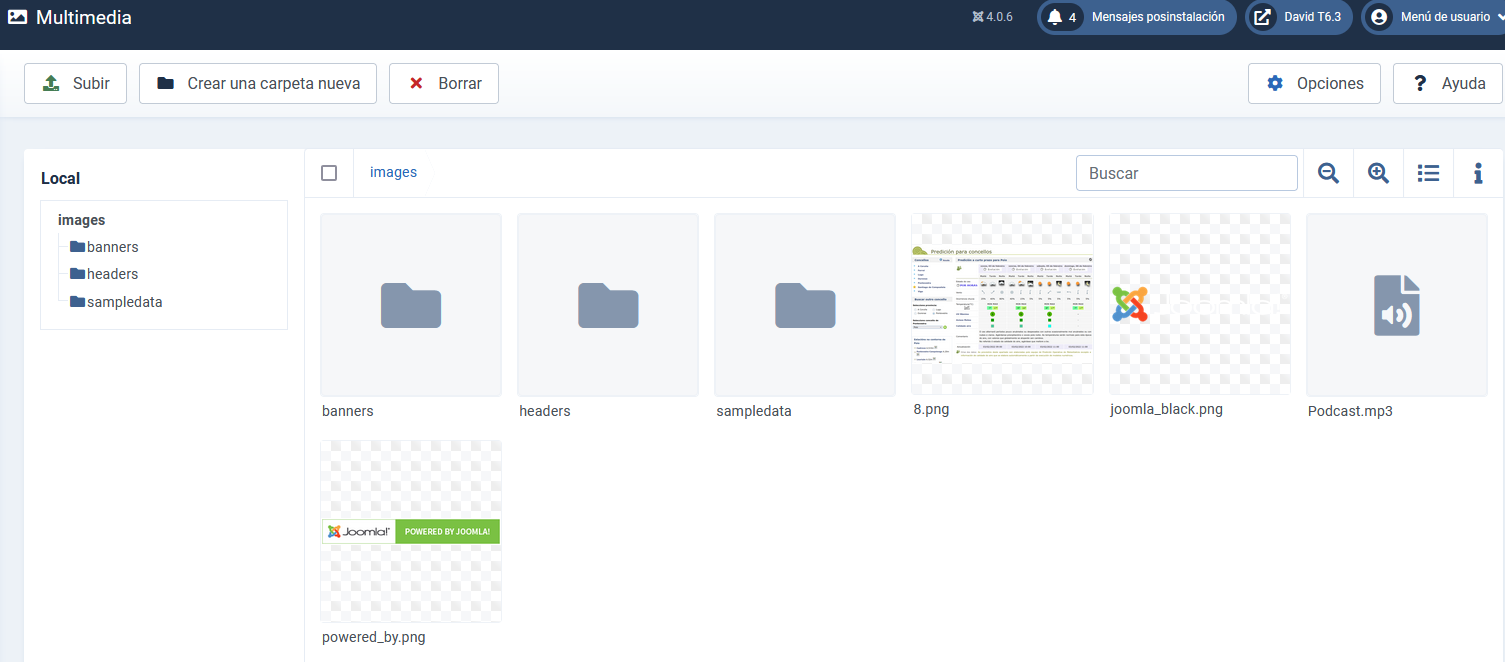 Multimedia
4.0.6
4
Mensajes posinstalación
David T6.3
Menú de usuario
Subir
Crear una carpeta nueva
Borrar
Opciones
? Ayuda
Local
images
banners
headers
sampledata
images
Buscar
Predición para concellos
banners
headers
sampledata
8.png
joomla_black.png
Podcast.mp3
Joomla!
POWERED BY JOOMLA!
powered_by.png